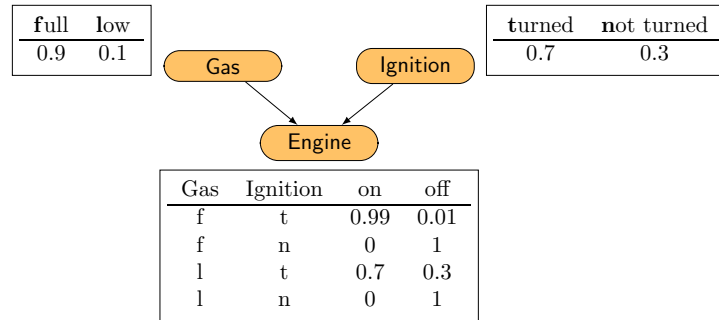 full low
0.9 0.1
turned not turned
0.7 0.3
Gas
Ignition
Engine
Gas Ignition on off
f t 0.99 0.01
f n 0 1
l t 0.7 0.3
l n 0 1